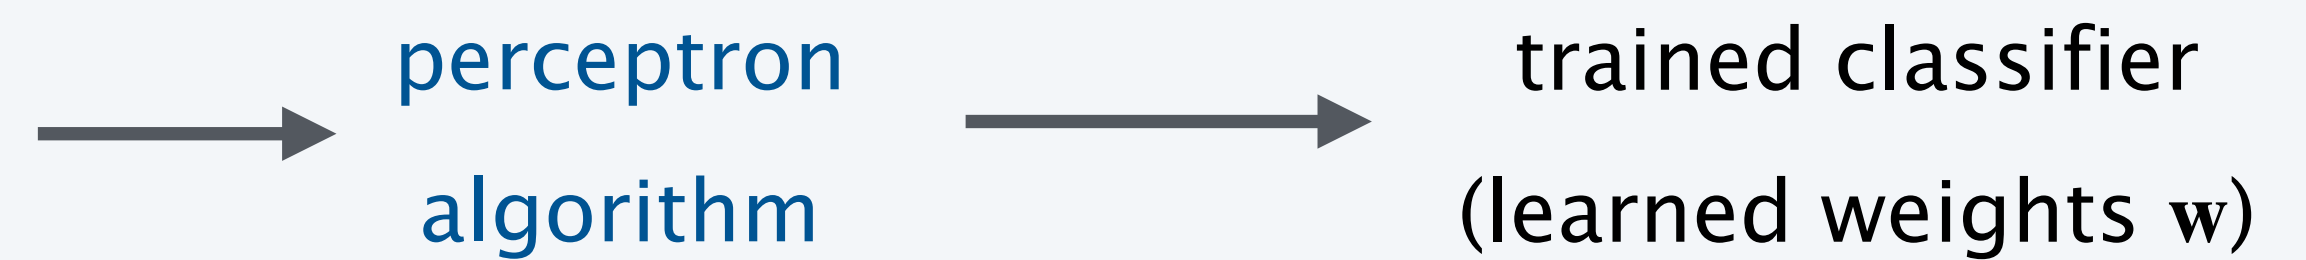 perceptron
algorithm
trained classifier
(learned weights w)